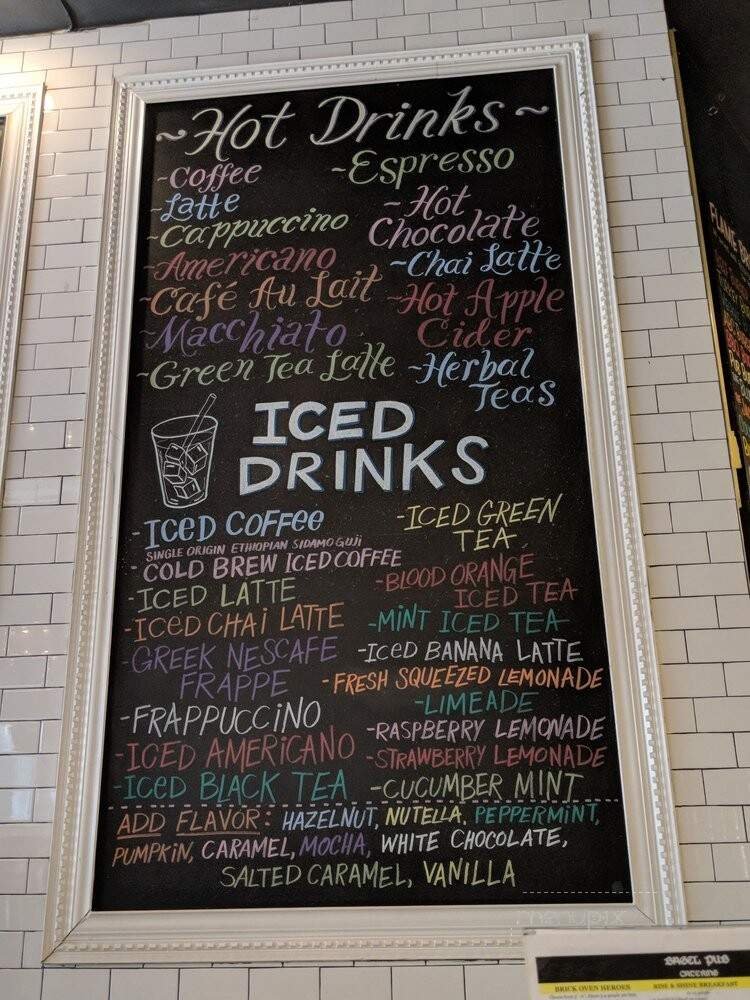 ~Hot Drinks~
-Coffee
-Latte
-Cappuccino
-Americano
-Café Au Lait
-Macchiato
-Green Tea Latte
-Espresso
-Hot
Chocolate
-Chai Latte
-Hot Apple
Cider
-Herbal
Teas
ICED
DRINKS
-ICED COFFEE
SINGLE ORIGIN ETHIOPIAN SIDAMO GUJI
-COLD BREW ICED COFFEE
-ICED LATTE
-ICED CHAI LATTE
-GREEK NESCAFE
FRAPPE
-FRAPPUCCINO
-ICED AMERICANO
-ICED BLACK TEA
-ICED GREEN
TEA
-BLOOD ORANGE
ICED TEA
-MINT ICED TEA
-ICED BANANA LATTE
-FRESH SQUEEZED LEMONADE
-LIMEADE
-RASPBERRY LEMONADE
-STRAWBERRY LEMONADE
-CUCUMBER MINT
ADD FLAVOR: HAZELNUT, NUTELLA, PEPPERMINT,
PUMPKIN, CARAMEL, MOCHA, WHITE CHOCOLATE,
SALTED CARAMEL, VANILLA
menupix
BAGEL PUB
CATERING
BRICK OVEN HEROES
RISE & SHINE BREAKFAST